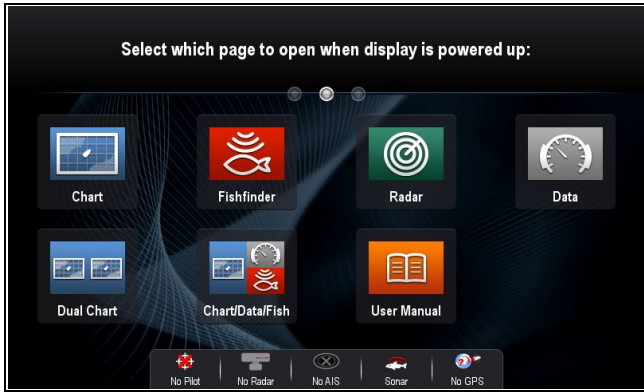 Select which page to open when display is powered up:
Chart
Fishfinder
Radar
Data
Dual Chart
Chart/Data/Fish
User Manual
No Pilot
No Radar
No AIS
Sonar
No GPS